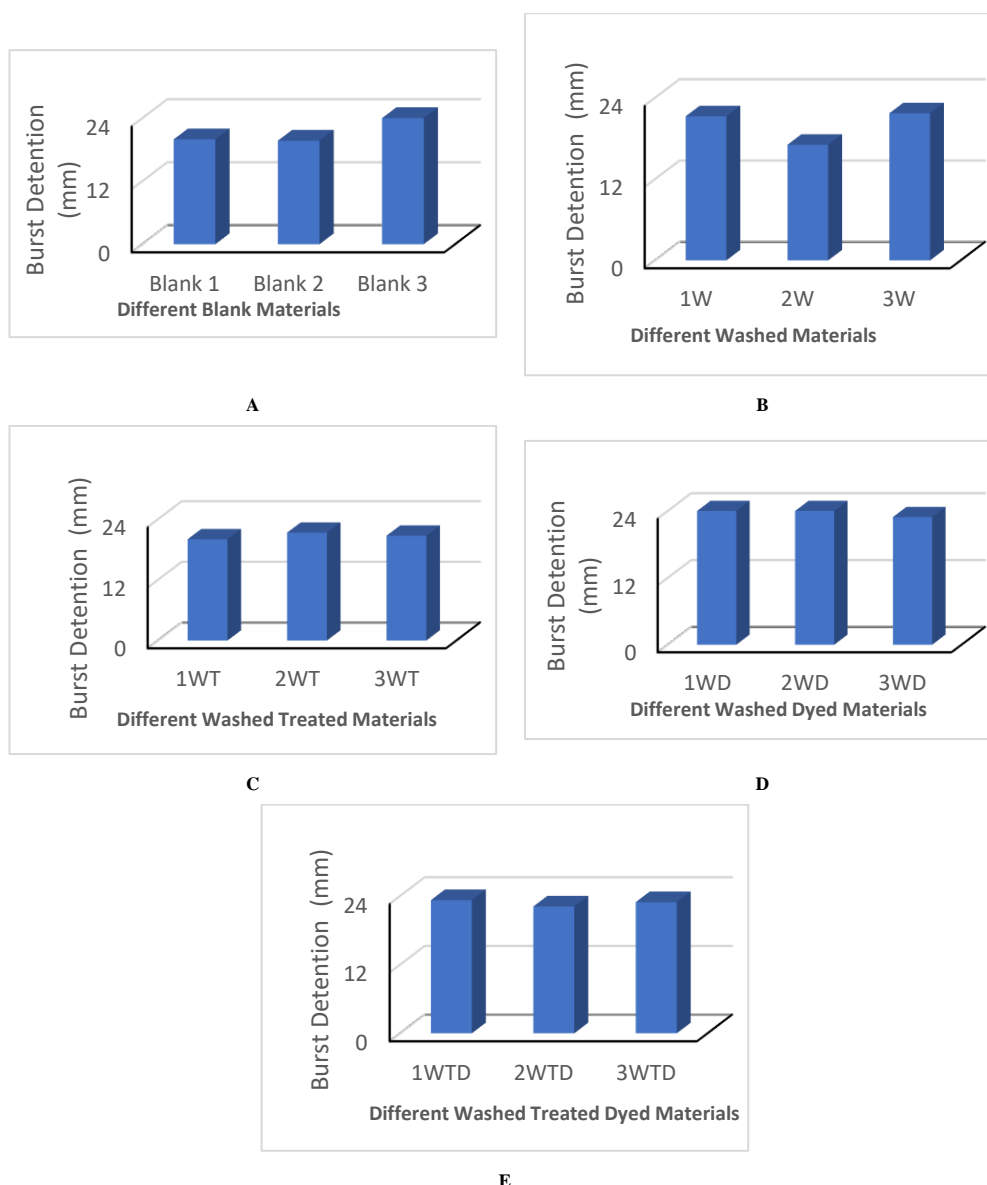 Burst Detention
(mm)
24
12
0
Blank 1 Blank 2 Blank 3
Different Blank Materials
A
Burst Detention (mm)
24
12
0
1W 2W 3W
Different Washed Materials
B
Burst Detention (mm)
24
12
0
1WT 2WT 3WT
Different Washed Treated Materials
C
Burst Detention
(mm)
24
12
0
1WD 2WD 3WD
Different Washed Dyed Materials
D
Burst Detention (mm)
24
12
0
1WTD 2WTD 3WTD
Different Washed Treated Dyed Materials
E